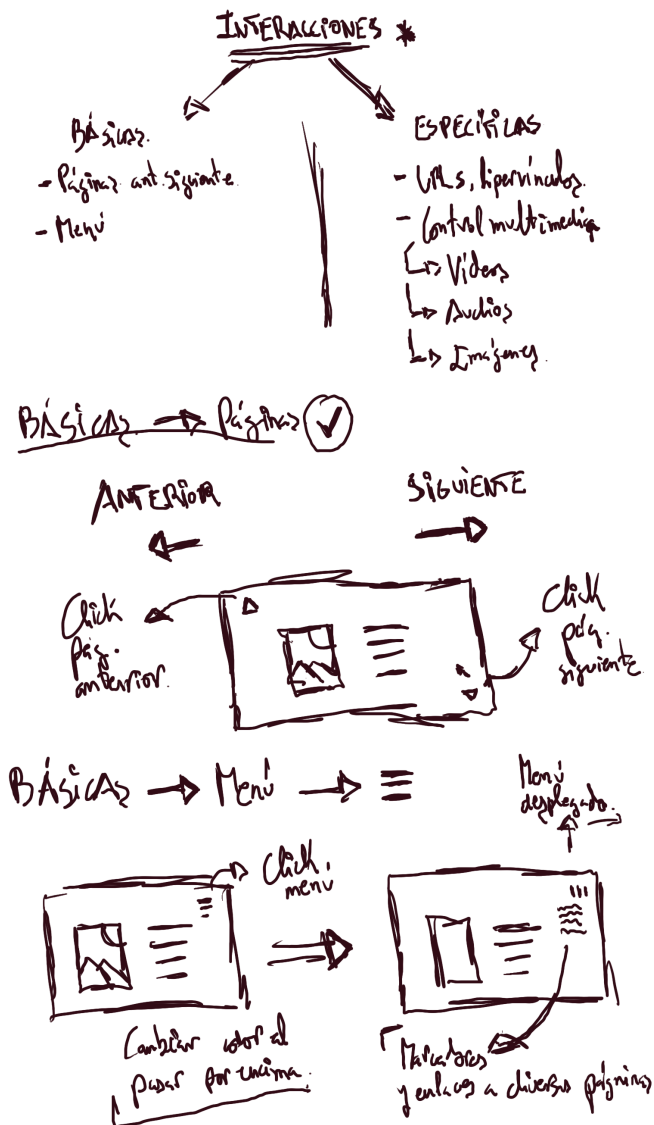 INTERACCIONES *
BÁSICAS
- Páginas ant. siguiente
- Menú
ESPECÍFICAS
- URLs, hipervínculos.
- Control multimedia
Vídeos
Audios
Imágenes.
BÁSICAS → Páginas ✓
ANTERIOR
SIGUIENTE
Click
pág.
anterior.
Click
pág.
siguiente
BÁSICAS → Menú →
Menú
desplegado.
Click
menú
Cambiar color al
pasar por encima.
Marcadores
y enlaces a diversas páginas